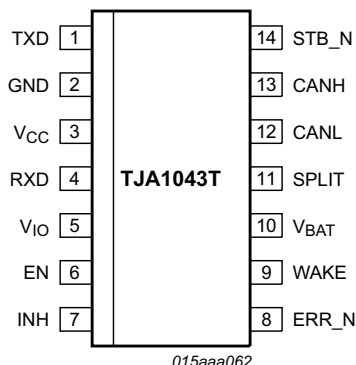 TXD 1 14 STB_N
GND 2 13 CANH
VCC 3 12 CANL
RXD 4 TJA1043T 11 SPLIT
VIO 5 10 VBAT
EN 6 9 WAKE
INH 7 8 ERR_N
015aaa062